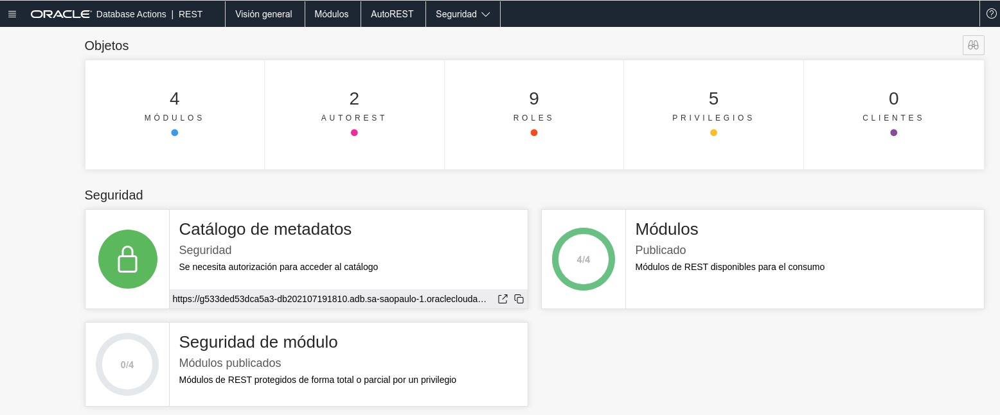 ORACLE Database Actions | REST Visión general Módulos AutoREST Seguridad
Objetos
4 2 9 5 0
MÓDULOS AUTOREST ROLES PRIVILEGIOS CLIENTES
Seguridad
Catálogo de metadatos
Seguridad
Se necesita autorización para acceder al catálogo
https://g533ded53dca5a3-db202107191810.adb.sa-saopaulo-1.oracleclouda…
4/4
Módulos
Publicado
Módulos de REST disponibles para el consumo
0/4
Seguridad de módulo
Módulos publicados
Módulos de REST protegidos de forma total o parcial por un privilegio